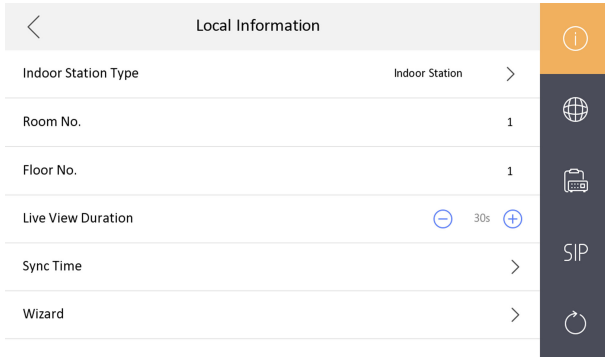 Local Information
Indoor Station Type Indoor Station
Room No. 1
Floor No. 1
Live View Duration 30s
Sync Time
Wizard
SIP